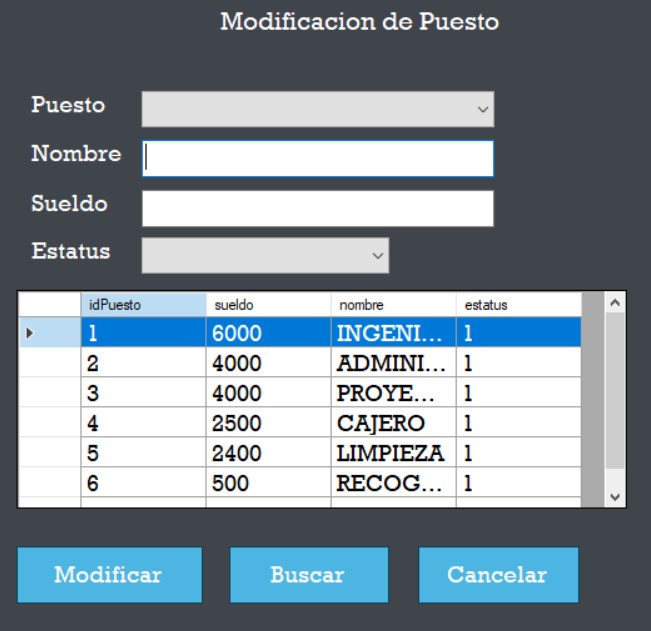 Modificacion de Puesto
Puesto
Nombre
Sueldo
Estatus
idPuesto sueldo nombre estatus
1 6000 INGENI... 1
2 4000 ADMINI... 1
3 4000 PROYE... 1
4 2500 CAJERO 1
5 2400 LIMPIEZA 1
6 500 RECOG... 1
Modificar Buscar Cancelar